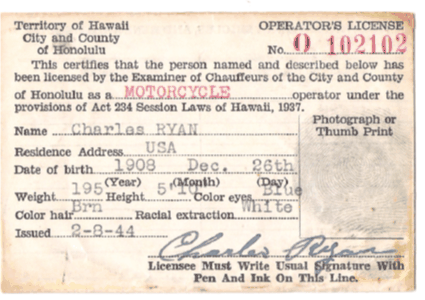 Territory of Hawaii
City and County
of Honolulu
OPERATOR'S LICENSE
No. O 102102
This certifies that the person named and described below has
been licensed by the Examiner of Chauffeurs of the City and County
of Honolulu as a MOTORCYCLE operator under the
provisions of Act 234 Session Laws of Hawaii, 1937.
Photograph or
Thumb Print
Name Charles RYAN
Residence Address USA
Date of birth 1908 Dec. 26th
(Year) (Month) (Day)
Weight 195 Height 5'10 Color eyes Blue
Color hair Brn Racial extraction White
Issued 2-8-44
Charles Ryan
Licensee Must Write Usual Signature With
Pen And Ink On This Line.